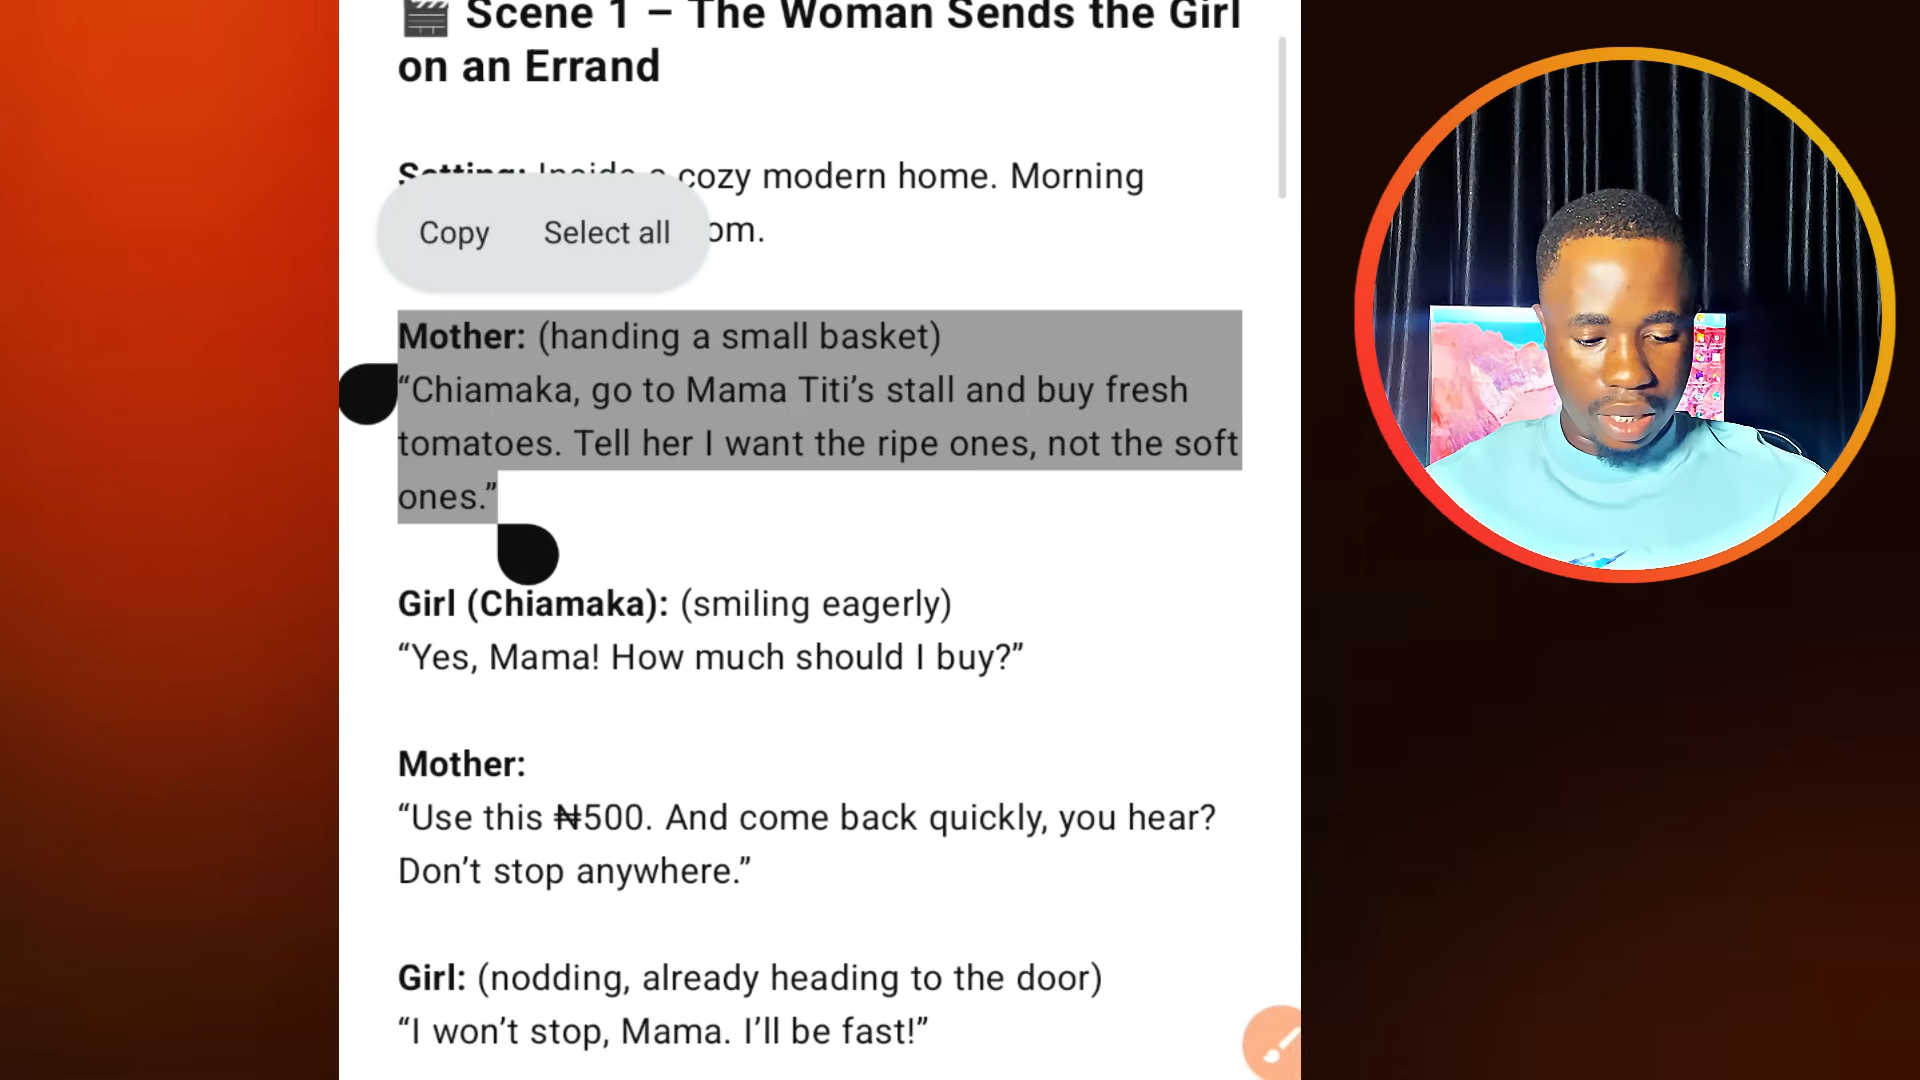 🎬 Scene 1 – The Woman Sends the Girl
on an Errand
Setting: Inside a cozy modern home. Morning
om.
Copy Select all
Mother: (handing a small basket)
“Chiamaka, go to Mama Titi’s stall and buy fresh
tomatoes. Tell her I want the ripe ones, not the soft
ones.”
Girl (Chiamaka): (smiling eagerly)
“Yes, Mama! How much should I buy?”
Mother:
“Use this ₦500. And come back quickly, you hear?
Don’t stop anywhere.”
Girl: (nodding, already heading to the door)
“I won’t stop, Mama. I’ll be fast!”